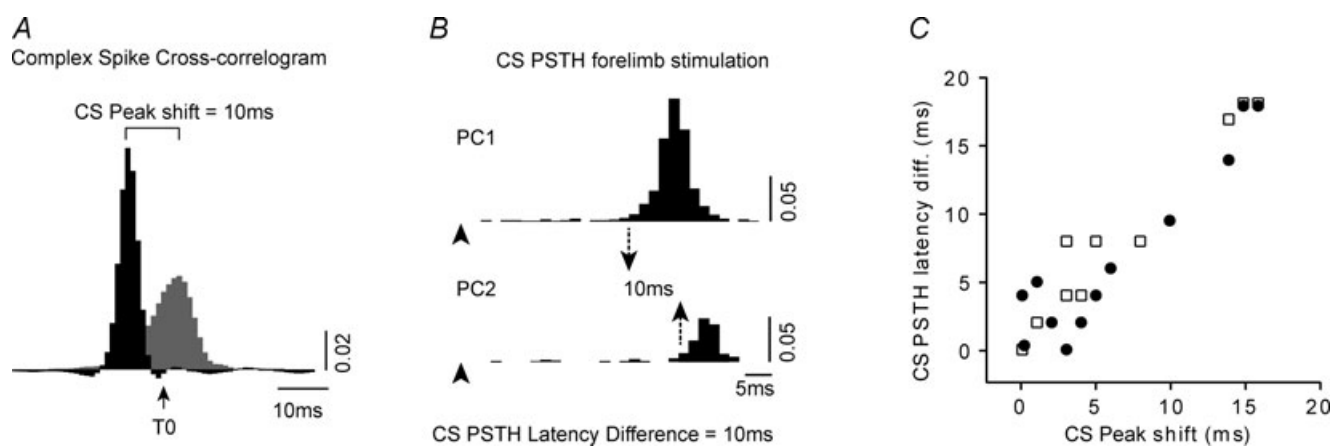 A
Complex Spike Cross-correlogram
CS Peak shift = 10ms
0.02
10ms
T0
B
CS PSTH forelimb stimulation
PC1
0.05
10ms
PC2
0.05
5ms
CS PSTH Latency Difference = 10ms
C
CS PSTH latency diff. (ms)
20
15
10
5
0
0 5 10 15 20
CS Peak shift (ms)